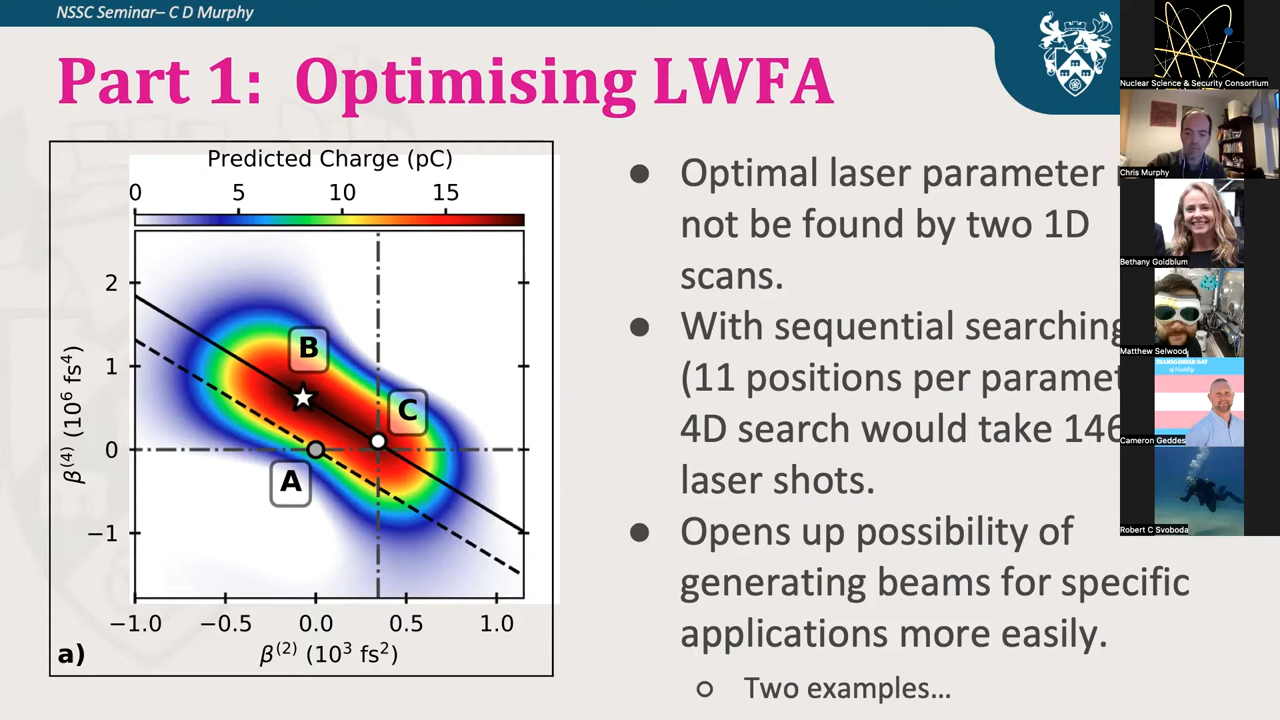 NSSC Seminar– C D Murphy
Part 1: Optimising LWFA
Predicted Charge (pC)
0 5 10 15
2
1
0
−1
β(4) (10⁶ fs⁴)
B
C
A
−1.0 −0.5 0.0 0.5 1.0
β(2) (10³ fs²)
a)
● Optimal laser parameter
not be found by two 1D
scans.
● With sequential searching
(11 positions per paramet
4D search would take 146
laser shots.
● Opens up possibility of
generating beams for specific
applications more easily.
○ Two examples…
Nuclear Science & Security Consortium
Chris Murphy
Bethany Goldblum
Matthew Selwood
TRANSGENDER DAY
of Visibility
Cameron Geddes
Robert C Svoboda